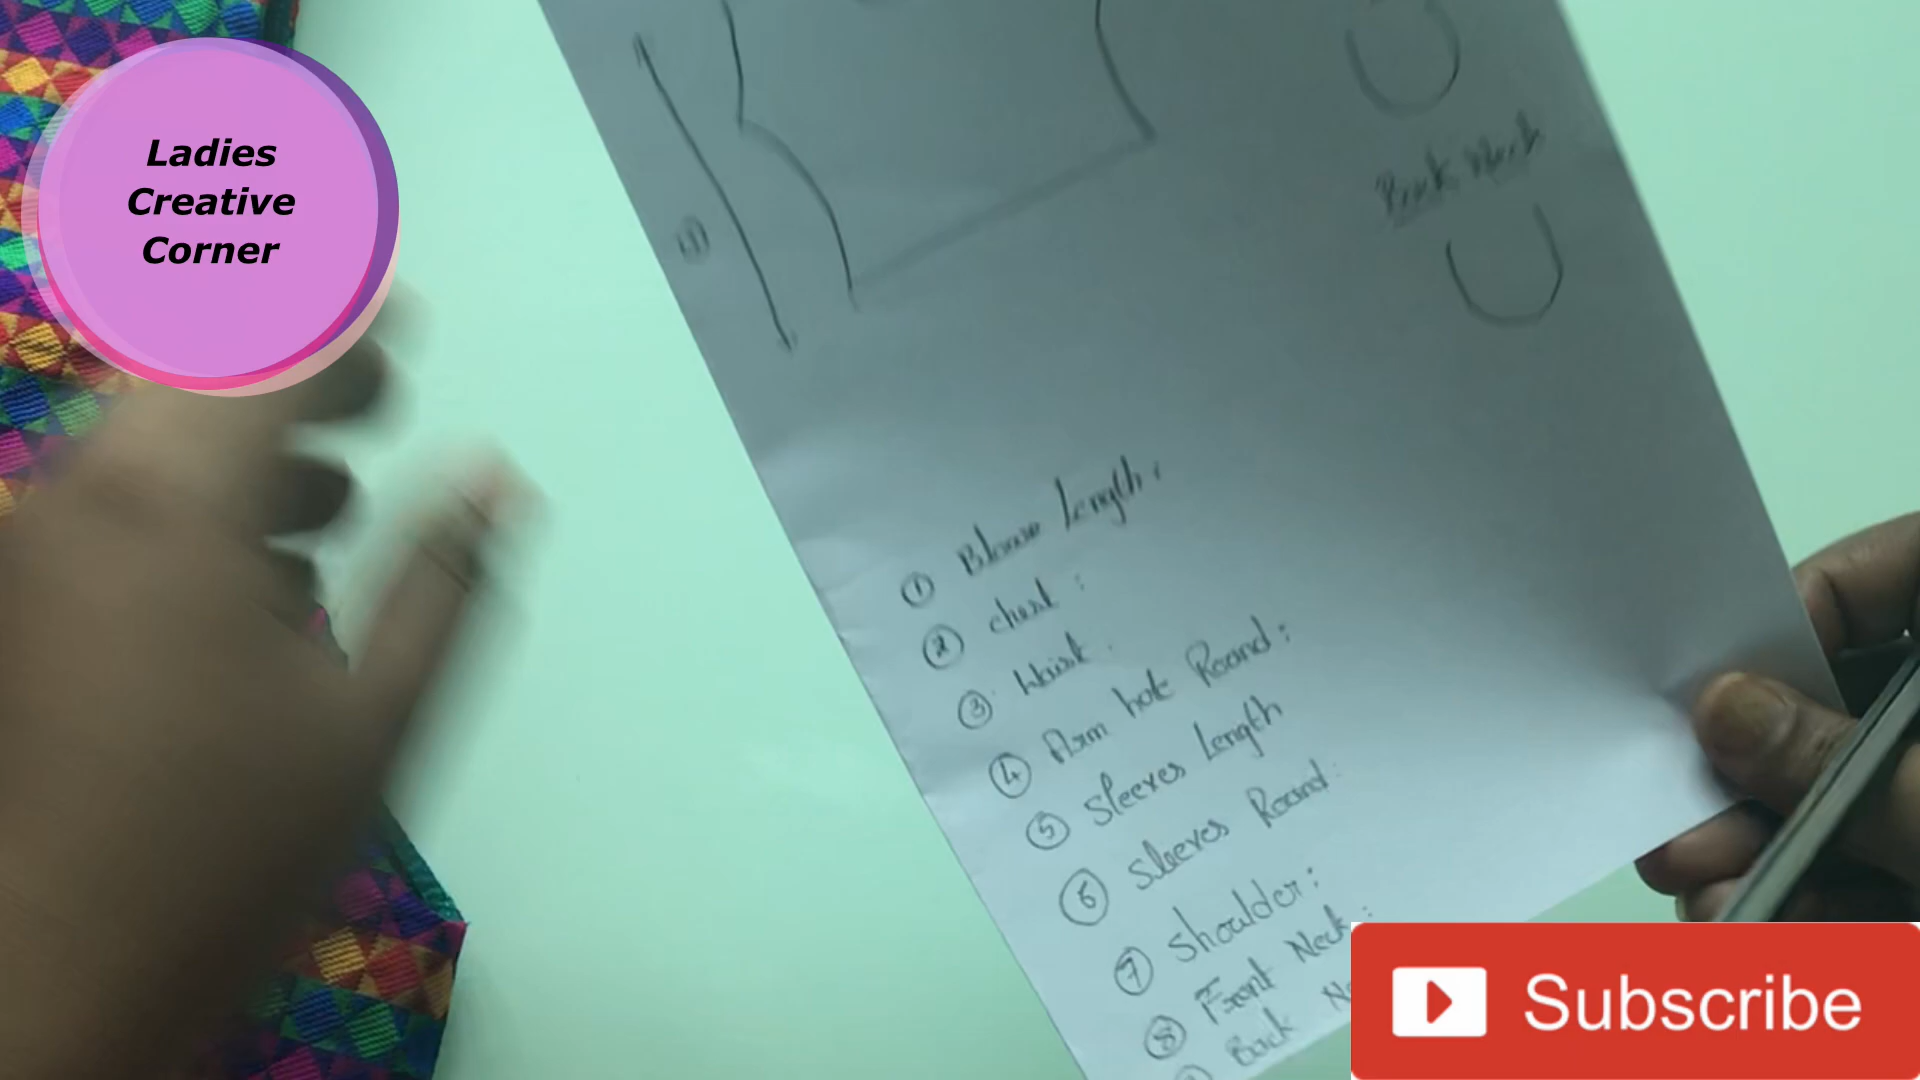 Ladies
Creative
Corner
①
Back Neck
① Blouse Length :
② chest :
③ Waist :
④ Arm hole Round :
⑤ Sleeves Length
⑥ Sleeves Round :
⑦ Shoulder :
⑧ Front Neck :
Back
Subscribe